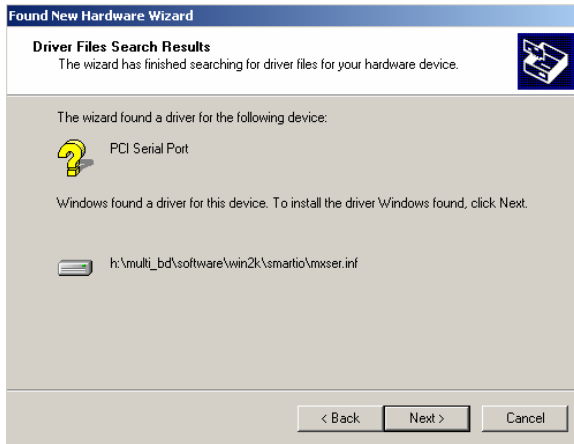 Found New Hardware Wizard
Driver Files Search Results
The wizard has finished searching for driver files for your hardware device.
The wizard found a driver for the following device:
PCI Serial Port
Windows found a driver for this device. To install the driver Windows found, click Next.
h:\multi_bd\software\win2k\smartio\mxser.inf
< Back
Next >
Cancel